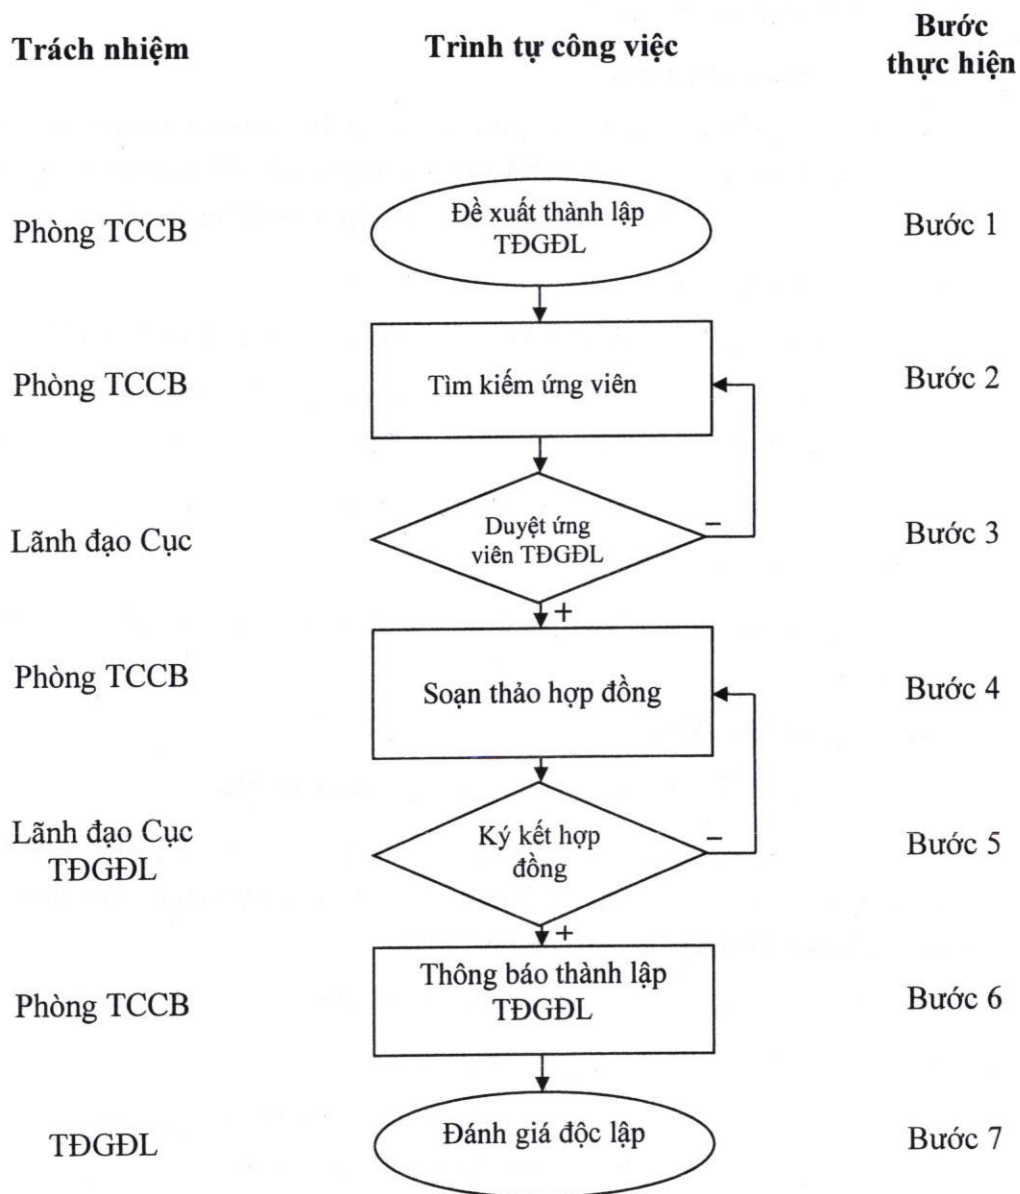 Trách nhiệm
Trình tự công việc
Bước
thực hiện
Phòng TCCB
Đề xuất thành lập
TĐGĐL
Bước 1
Phòng TCCB
Tìm kiếm ứng viên
Bước 2
Lãnh đạo Cục
Duyệt ứng
viên TĐGĐL
–
Bước 3
+
Phòng TCCB
Soạn thảo hợp đồng
Bước 4
Lãnh đạo Cục
TĐGĐL
Ký kết hợp
đồng
–
Bước 5
+
Phòng TCCB
Thông báo thành lập
TĐGĐL
Bước 6
TĐGĐL
Đánh giá độc lập
Bước 7